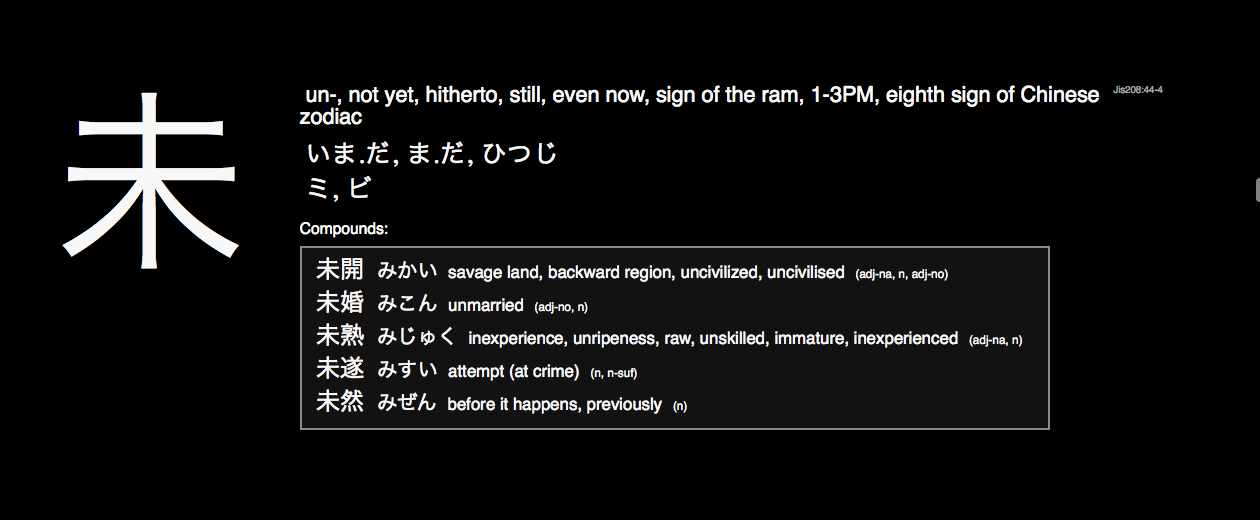 未
un-, not yet, hitherto, still, even now, sign of the ram, 1-3PM, eighth sign of Chinese
zodiac
Jis208:44-4
いま.だ, ま.だ, ひつじ
ミ, ビ
Compounds:
未開 みかい savage land, backward region, uncivilized, uncivilised (adj-na, n, adj-no)
未婚 みこん unmarried (adj-no, n)
未熟 みじゅく inexperience, unripeness, raw, unskilled, immature, inexperienced (adj-na, n)
未遂 みすい attempt (at crime) (n, n-suf)
未然 みぜん before it happens, previously (n)